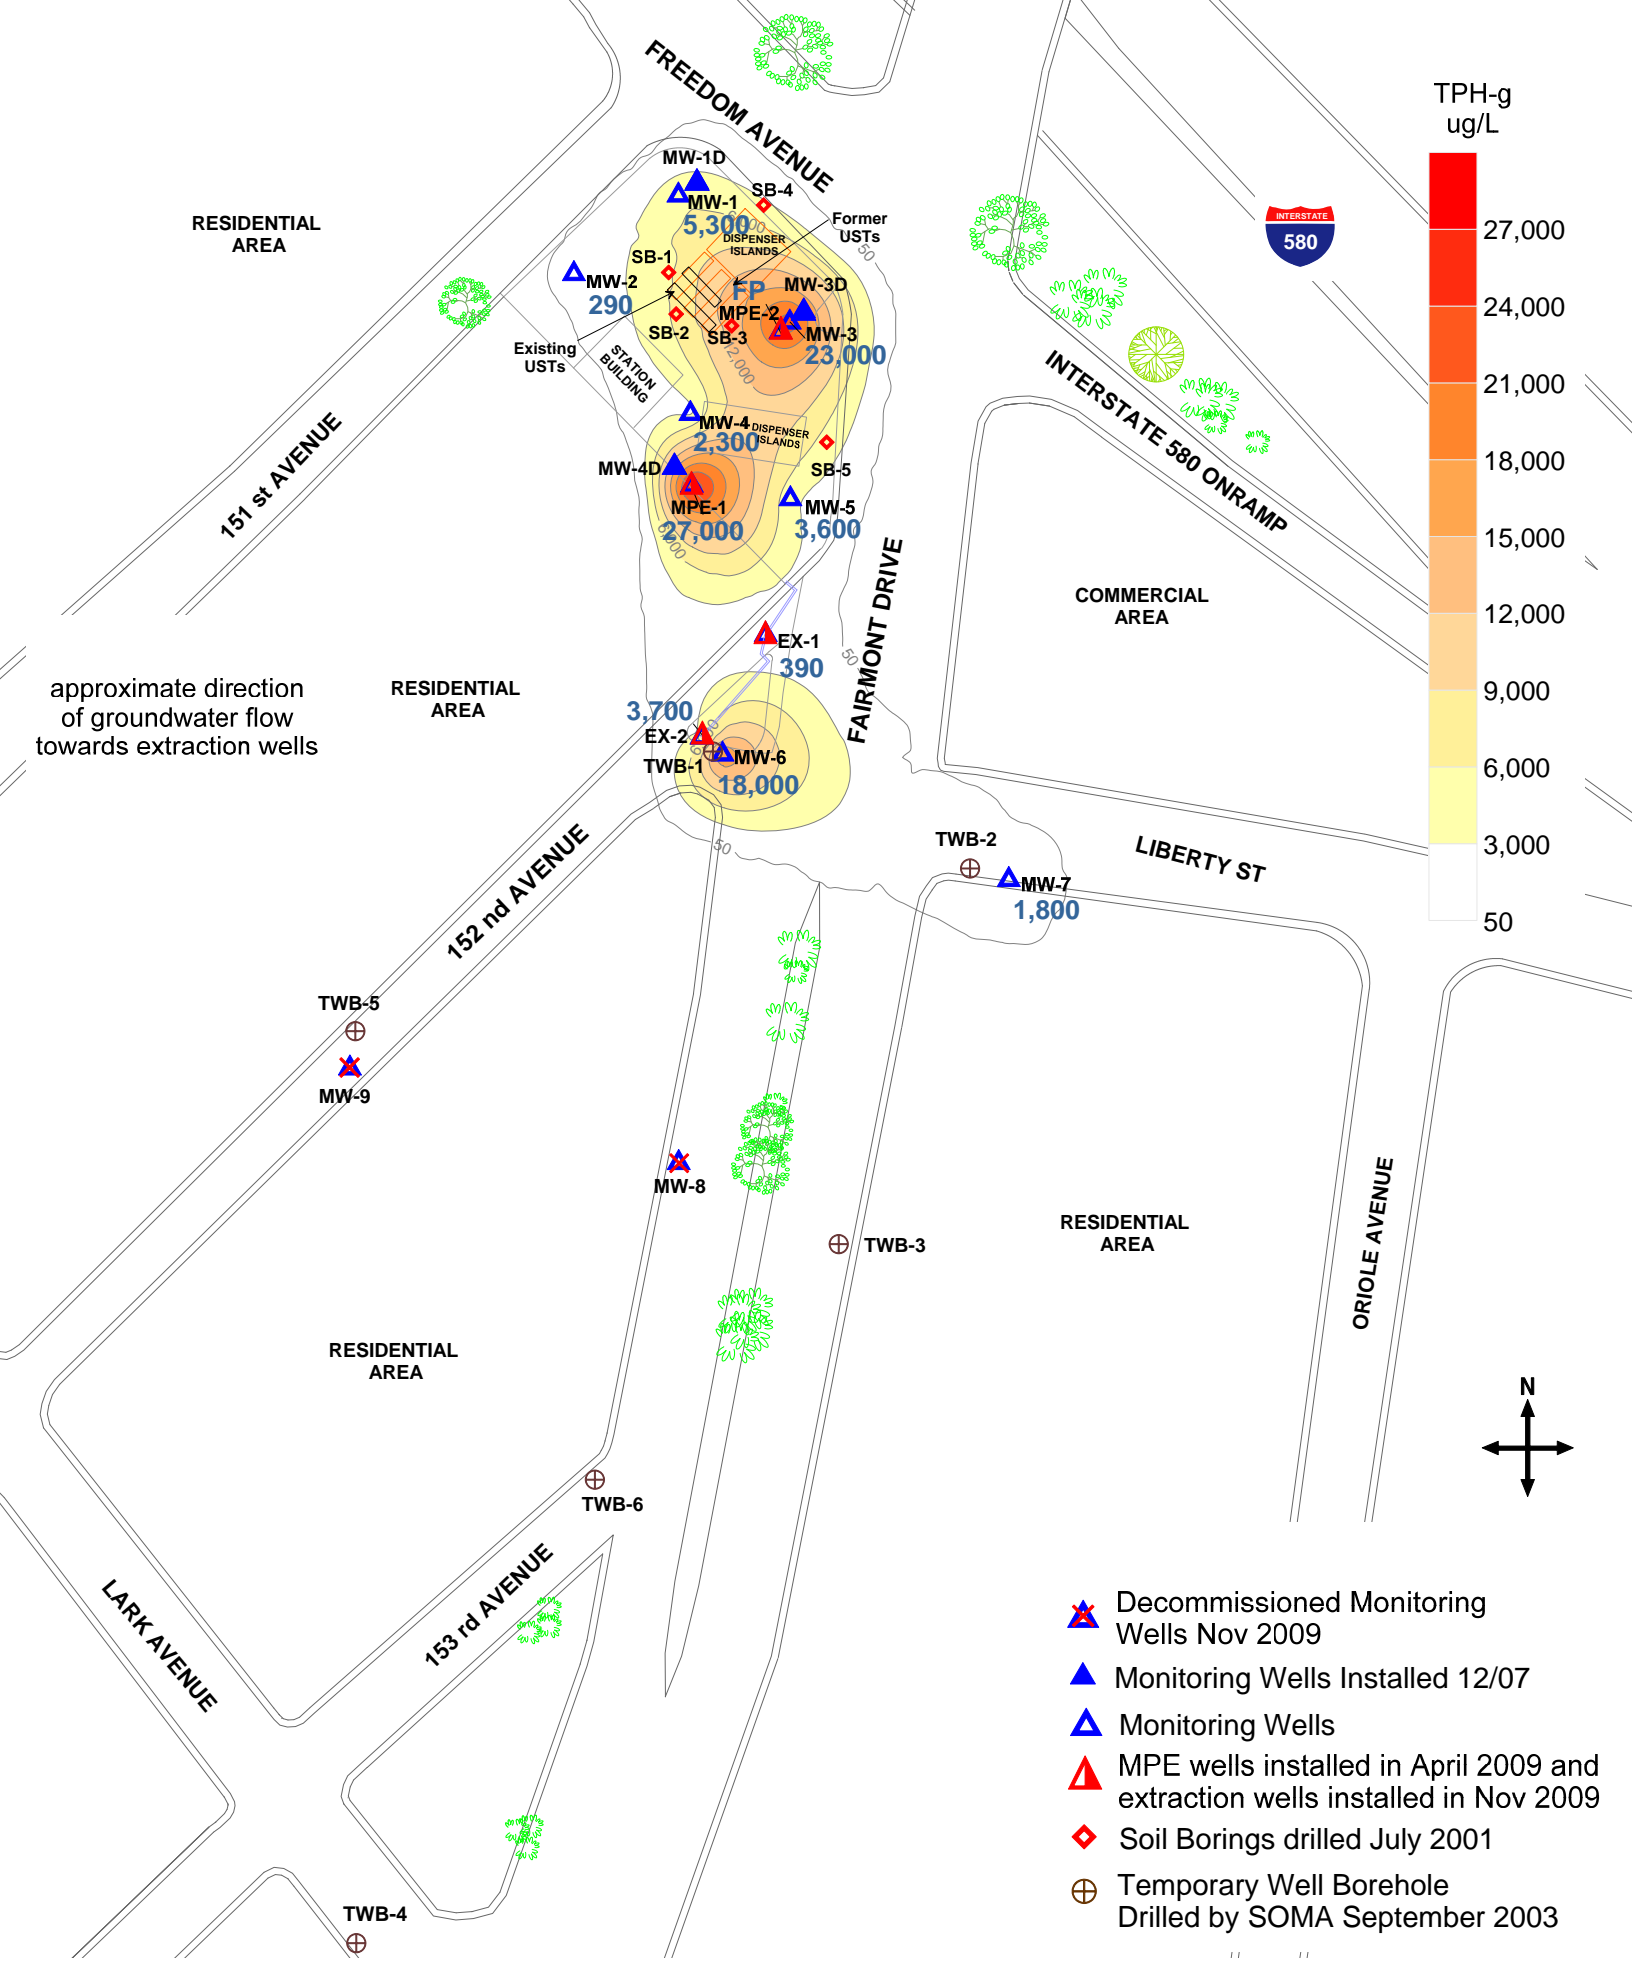 FREEDOM AVENUE
TPH-g
ug/L
27,000
24,000
21,000
18,000
15,000
12,000
9,000
6,000
3,000
50
INTERSTATE
580
RESIDENTIAL
AREA
MW-1D
MW-1
5,300
SB-4
6,000
DISPENSER
ISLANDS
Former
USTs
50
SB-1
MW-2
290
FP
MW-3D
MPE-2
MW-3
23,000
SB-2
SB-3
12,000
Existing
USTs
STATION
BUILDING
MW-4
2,300
DISPENSER
ISLANDS
SB-5
MW-4D
MPE-1
27,000
MW-5
3,600
6,000
151 st AVENUE
INTERSTATE 580 ONRAMP
COMMERCIAL
AREA
FAIRMONT DRIVE
EX-1
390
50
approximate direction
of groundwater flow
towards extraction wells
RESIDENTIAL
AREA
3,700
EX-2
TWB-1
MW-6
18,000
50
152 nd AVENUE
TWB-2
MW-7
1,800
LIBERTY ST
TWB-5
MW-9
MW-8
TWB-3
RESIDENTIAL
AREA
ORIOLE AVENUE
RESIDENTIAL
AREA
N
TWB-6
153 rd AVENUE
LARK AVENUE
TWB-4
Decommissioned Monitoring
Wells Nov 2009
Monitoring Wells Installed 12/07
Monitoring Wells
MPE wells installed in April 2009 and
extraction wells installed in Nov 2009
Soil Borings drilled July 2001
Temporary Well Borehole
Drilled by SOMA September 2003